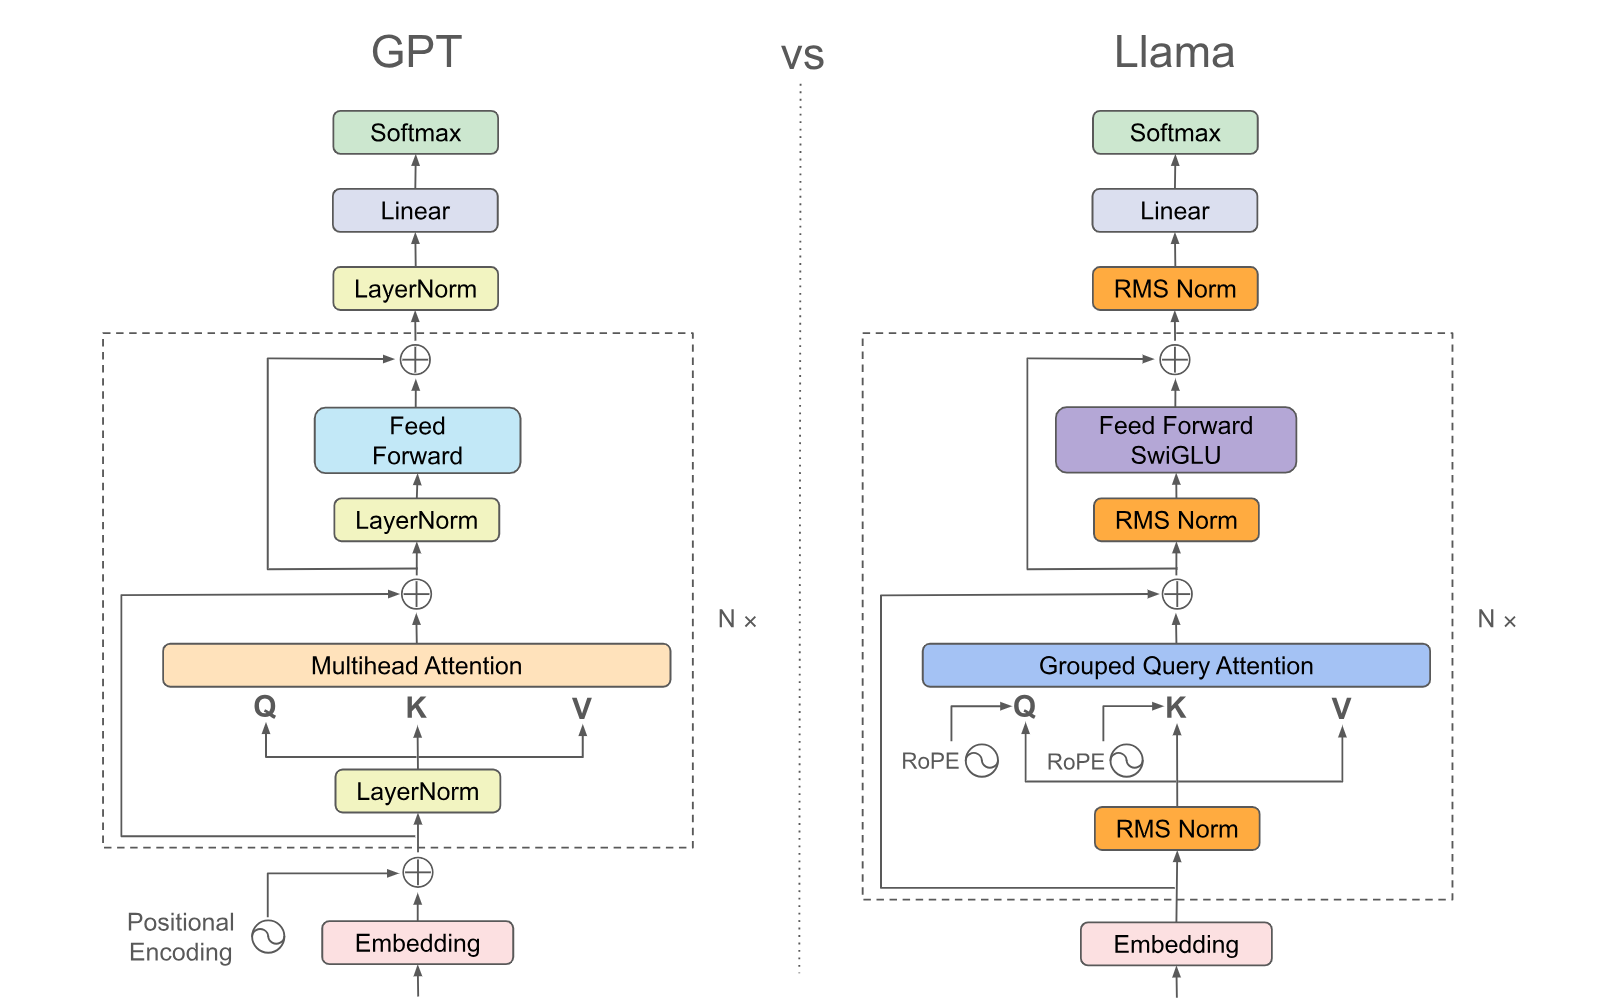 GPT
vs
Llama
Softmax
Linear
LayerNorm
Feed
Forward
LayerNorm
N ×
Multihead Attention
Q
K
V
LayerNorm
Positional
Encoding
Embedding
Softmax
Linear
RMS Norm
Feed Forward
SwiGLU
RMS Norm
N ×
Grouped Query Attention
Q
K
V
RoPE
RoPE
RMS Norm
Embedding